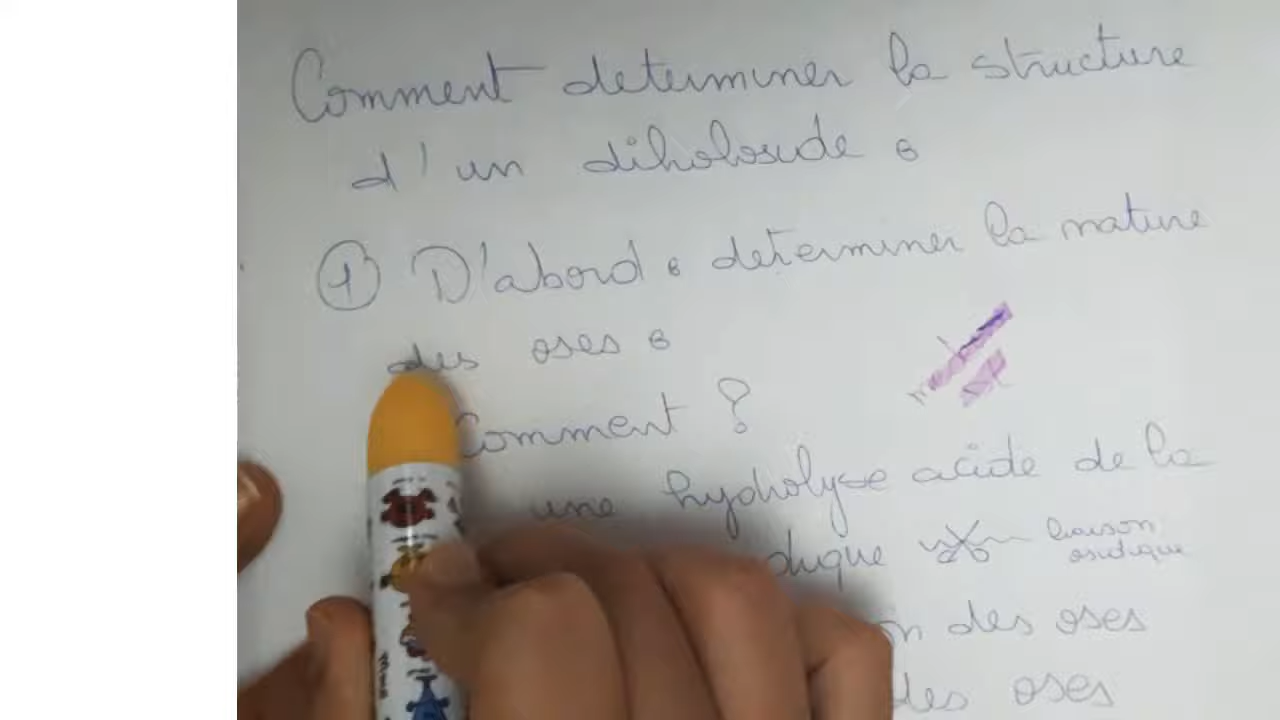 Comment determiner la structure
d'un diholoside :
① D'abord : determiner la nature
des oses :
Comment ?
une hydrolyse acide de la
liaison
osidique
des oses
des oses